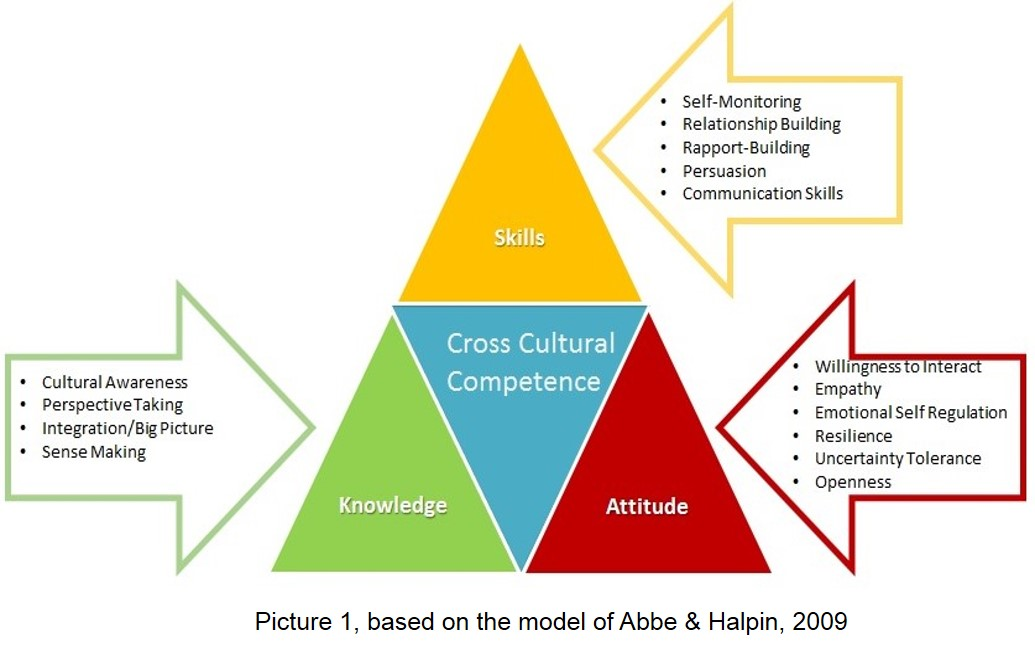 • Self-Monitoring
• Relationship Building
• Rapport-Building
• Persuasion
• Communication Skills
Skills
Cross Cultural
Competence
• Cultural Awareness
• Perspective Taking
• Integration/Big Picture
• Sense Making
Knowledge
Attitude
• Willingness to Interact
• Empathy
• Emotional Self Regulation
• Resilience
• Uncertainty Tolerance
• Openness
Picture 1, based on the model of Abbe & Halpin, 2009